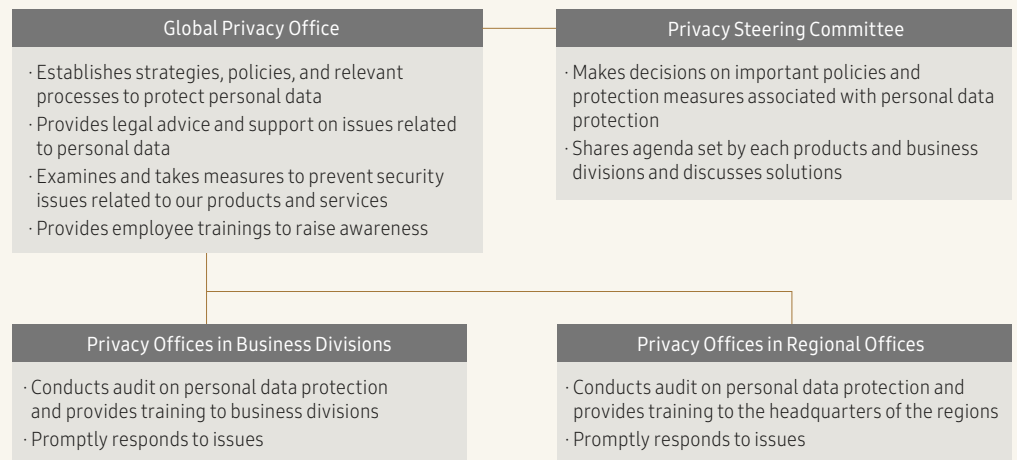 Global Privacy Office
· Establishes strategies, policies, and relevant
processes to protect personal data
· Provides legal advice and support on issues related
to personal data
· Examines and takes measures to prevent security
issues related to our products and services
· Provides employee trainings to raise awareness
Privacy Steering Committee
· Makes decisions on important policies and
protection measures associated with personal data
protection
· Shares agenda set by each products and business
divisions and discusses solutions
Privacy Offices in Business Divisions
· Conducts audit on personal data protection
and provides training to business divisions
· Promptly responds to issues
Privacy Offices in Regional Offices
· Conducts audit on personal data protection and
provides training to the headquarters of the regions
· Promptly responds to issues